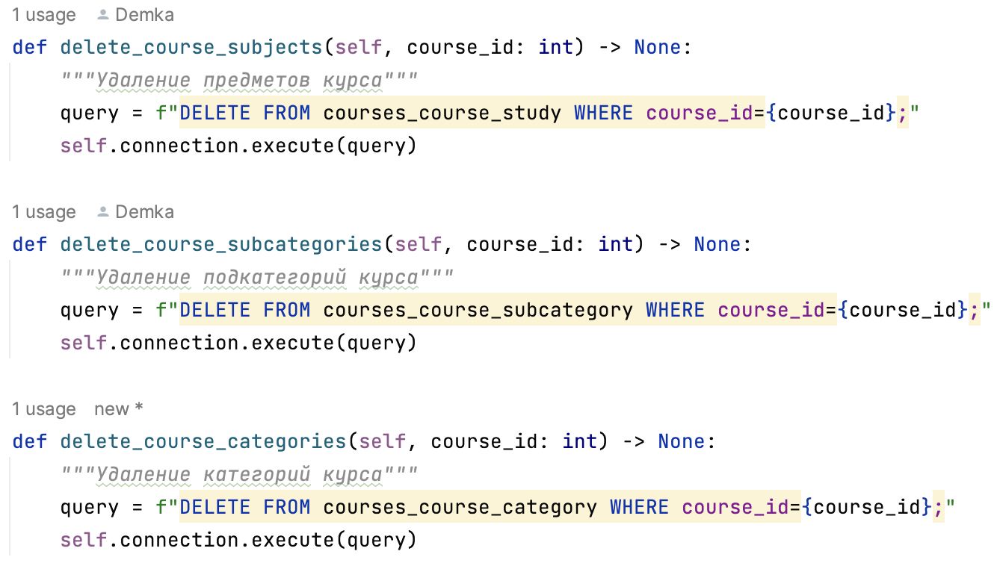 1 usage Demka
def delete_course_subjects(self, course_id: int) -> None:
"""Удаление предметов курса"""
query = f"DELETE FROM courses_course_study WHERE course_id={course_id};"
self.connection.execute(query)
1 usage Demka
def delete_course_subcategories(self, course_id: int) -> None:
"""Удаление подкатегорий курса"""
query = f"DELETE FROM courses_course_subcategory WHERE course_id={course_id};"
self.connection.execute(query)
1 usage new *
def delete_course_categories(self, course_id: int) -> None:
"""Удаление категорий курса"""
query = f"DELETE FROM courses_course_category WHERE course_id={course_id};"
self.connection.execute(query)